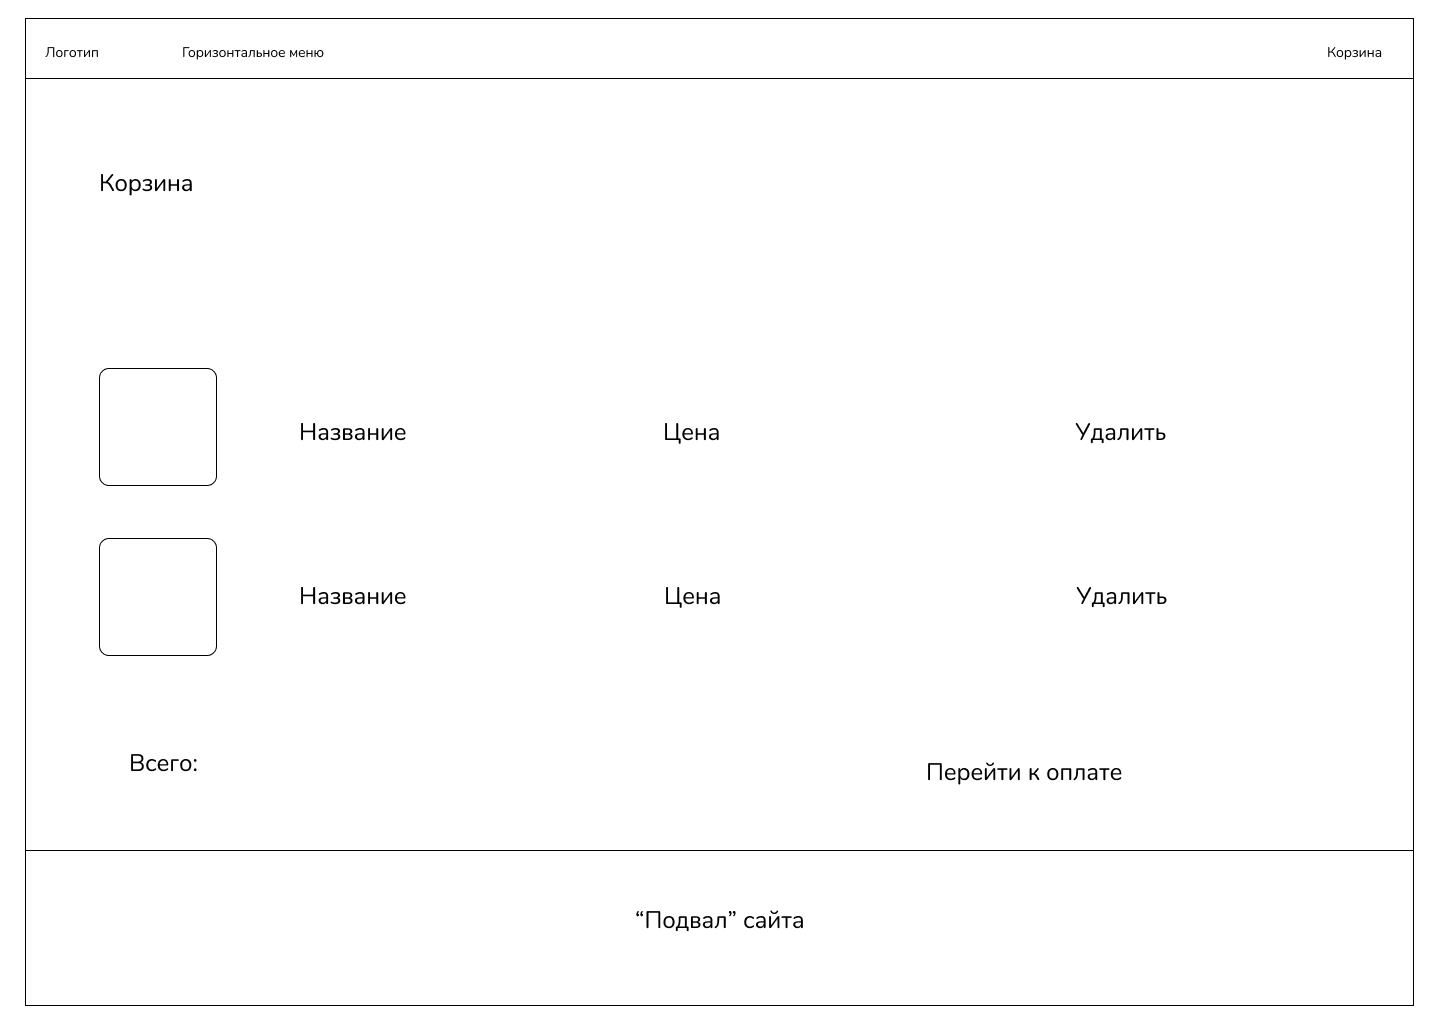 Логотип
Горизонтальное меню
Корзина
Корзина
Название
Цена
Удалить
Название
Цена
Удалить
Всего:
Перейти к оплате
“Подвал” сайта